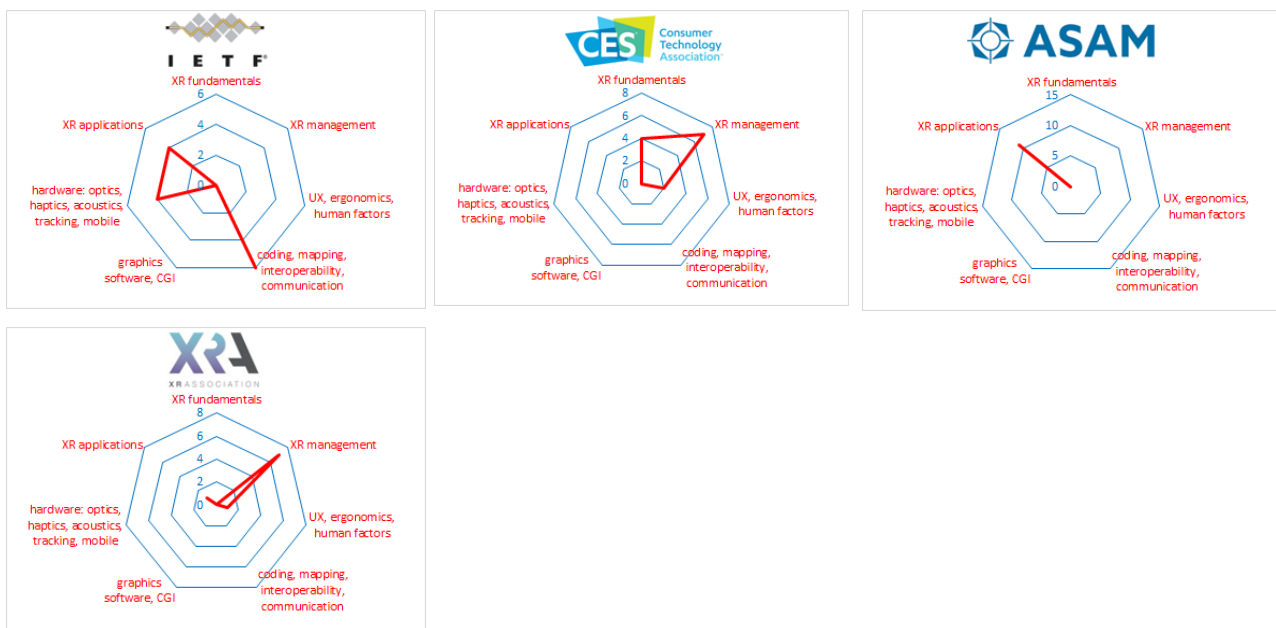 IETF®
XR fundamentals
6
XR applications
XR management
4
2
0
hardware: optics,
haptics, acoustics,
tracking, mobile
UX, ergonomics,
human factors
graphics
software, CGI
coding, mapping,
interoperability,
communication
CES
Consumer
Technology
Association™
XR fundamentals
8
XR applications
XR management
6
4
2
0
hardware: optics,
haptics, acoustics,
tracking, mobile
UX, ergonomics,
human factors
graphics
software, CGI
coding, mapping,
interoperability,
communication
ASAM
XR fundamentals
15
XR applications
XR management
10
5
0
hardware: optics,
haptics, acoustics,
tracking, mobile
UX, ergonomics,
human factors
graphics
software, CGI
coding, mapping,
interoperability,
communication
XRA
XRASSOCIATION
XR fundamentals
8
XR applications
XR management
6
4
2
0
hardware: optics,
haptics, acoustics,
tracking, mobile
UX, ergonomics,
human factors
graphics
software, CGI
coding, mapping,
interoperability,
communication